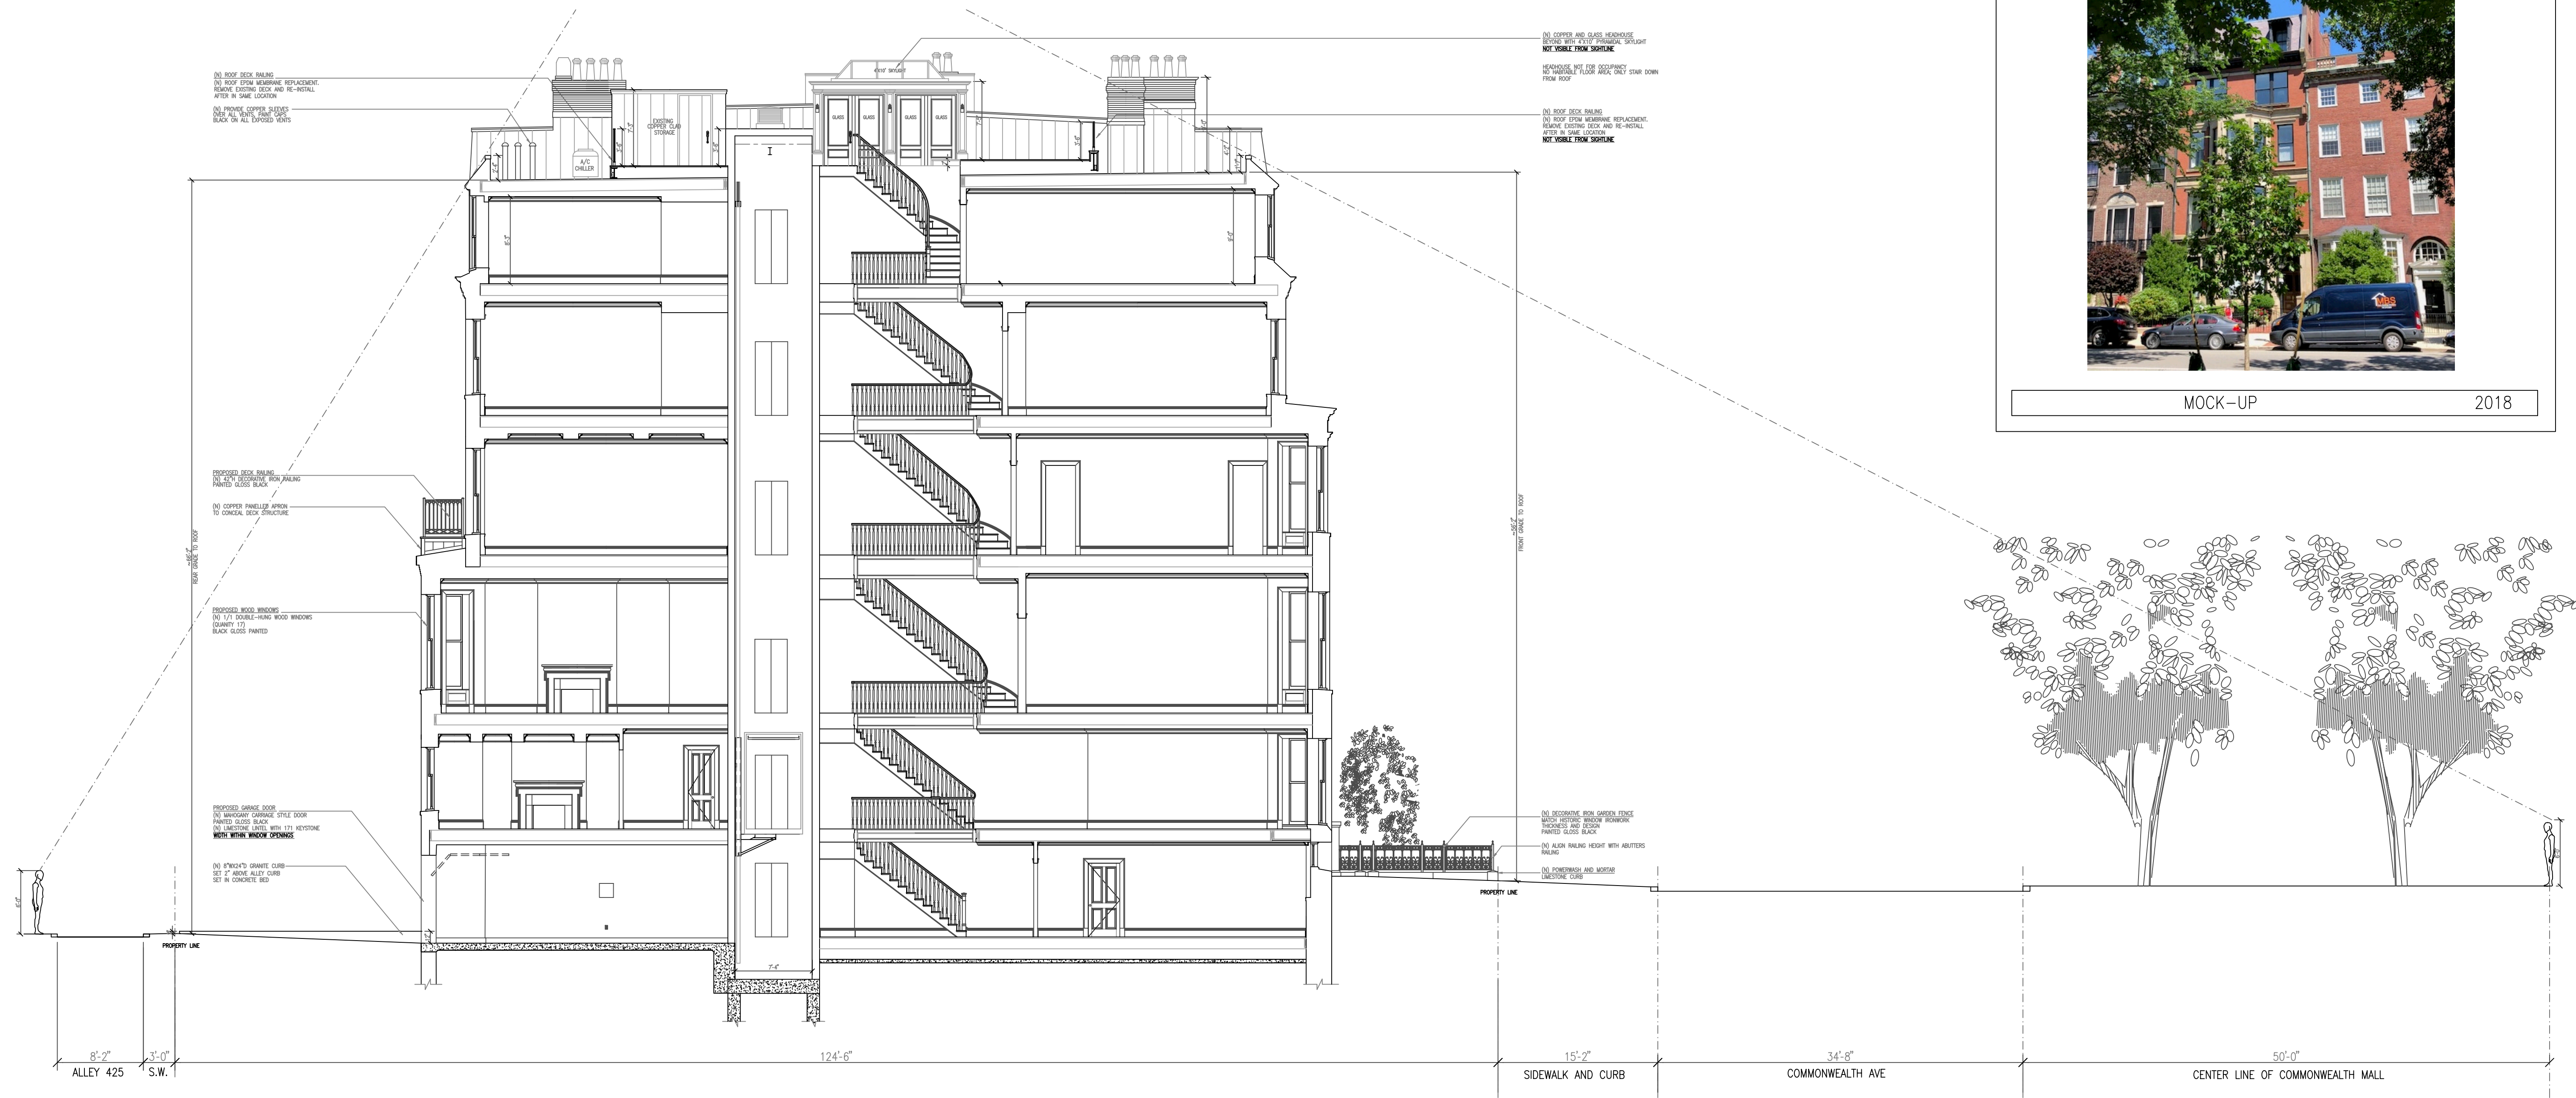 (N) ROOF DECK RAILING
(N) ROOF EPDM MEMBRANE REPLACEMENT.
REMOVE EXISTING DECK AND RE-INSTALL
AFTER IN SAME LOCATION
(N) PROVIDE COPPER SLEEVES
OVER ALL VENTS, PAINT CAPS
BLACK ON ALL EXPOSED VENTS
EXISTING
COPPER CLAD
STORAGE
A/C
CHILLER
4'X10' SKYLIGHT
GLASS
GLASS
GLASS
GLASS
(N) COPPER AND GLASS HEADHOUSE
BEYOND WITH 4'X10' PYRAMIDAL SKYLIGHT
NOT VISIBLE FROM SIGHTLINE
HEADHOUSE NOT FOR OCCUPANCY
NO HABITABLE FLOOR AREA; ONLY STAIR DOWN
FROM ROOF
(N) ROOF DECK RAILING
(N) ROOF EPDM MEMBRANE REPLACEMENT.
REMOVE EXISTING DECK AND RE-INSTALL
AFTER IN SAME LOCATION
NOT VISIBLE FROM SIGHTLINE
MBS
MOCK-UP 2018
PROPOSED DECK RAILING
(N) 42"H DECORATIVE IRON RAILING
PAINTED GLOSS BLACK
(N) COPPER PANELLED APRON
TO CONCEAL DECK STRUCTURE
REAR GRADE TO ROOF
FRONT GRADE TO ROOF
PROPOSED WOOD WINDOWS
(N) 1/1 DOUBLE-HUNG WOOD WINDOWS
(QUANITY 17)
BLACK GLOSS PAINTED
PROPOSED GARAGE DOOR
(N) MAHOGANY CARRIAGE STYLE DOOR
PAINTED GLOSS BLACK
(N) LIMESTONE LINTEL WITH 171 KEYSTONE
WIDTH WITHIN WINDOW OPENINGS
(N) 8"WX24"D GRANITE CURB
SET 2" ABOVE ALLEY CURB
SET IN CONCRETE BED
(N) DECORATIVE IRON GARDEN FENCE
MATCH HISTORIC WINDOW IRONWORK
THICKNESS AND DESIGN
PAINTED GLOSS BLACK
(N) ALIGN RAILING HEIGHT WITH ABUTTERS
RAILING
(N) POWERWASH AND MORTAR
LIMESTONE CURB
PROPERTY LINE
PROPERTY LINE
6'-0"
6'-0"
7'-4"
8'-2" 3'-0" 124'-6" 15'-2" 34'-8" 50'-0"
ALLEY 425 S.W. SIDEWALK AND CURB COMMONWEALTH AVE CENTER LINE OF COMMONWEALTH MALL